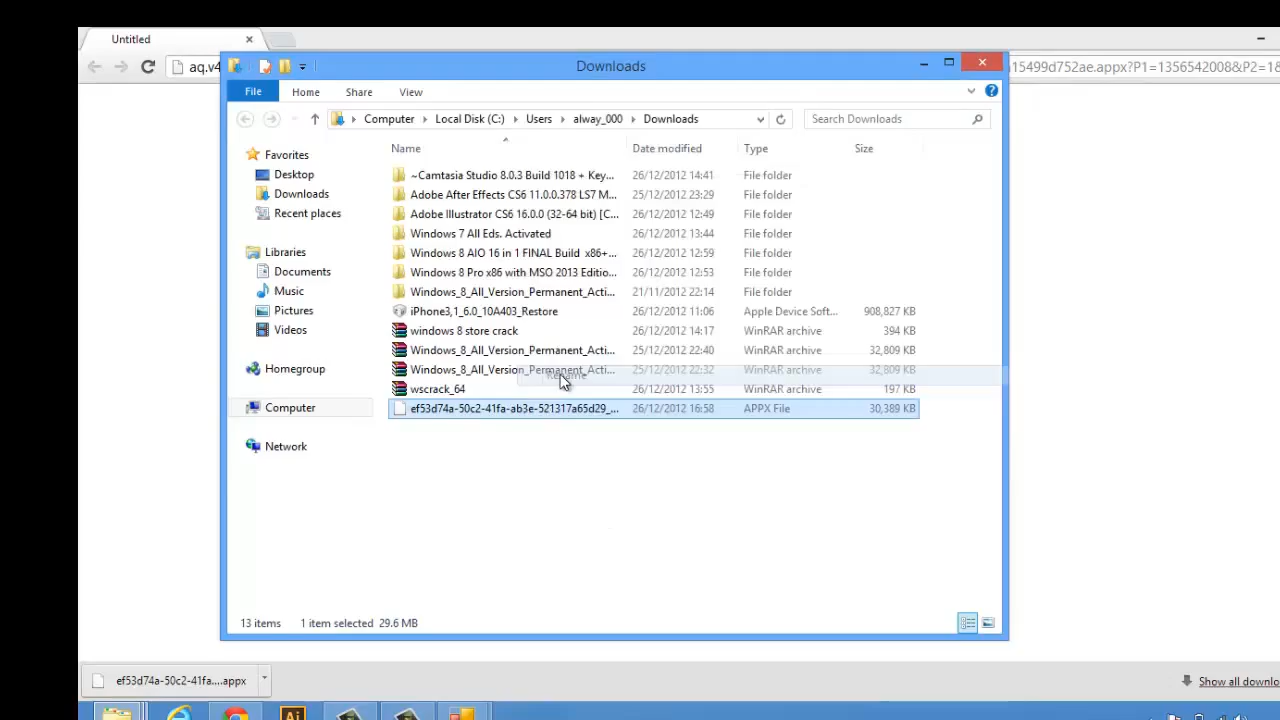 Untitled
aq.v4
15499d752ae.appx?P1=1356542008&P2=1&
Downloads
File Home Share View
Computer Local Disk (C:) Users alway_000 Downloads
Search Downloads
Name Date modified Type Size
Favorites
Desktop
Downloads
Recent places
Libraries
Documents
Music
Pictures
Videos
Homegroup
Computer
Network
~Camtasia Studio 8.0.3 Build 1018 + Key... 26/12/2012 14:41 File folder
Adobe After Effects CS6 11.0.0.378 LS7 M... 25/12/2012 23:29 File folder
Adobe Illustrator CS6 16.0.0 (32-64 bit) [C... 26/12/2012 12:49 File folder
Windows 7 All Eds. Activated 26/12/2012 13:44 File folder
Windows 8 AIO 16 in 1 FINAL Build x86+... 26/12/2012 12:59 File folder
Windows 8 Pro x86 with MSO 2013 Editio... 26/12/2012 12:53 File folder
Windows_8_All_Version_Permanent_Acti... 21/11/2012 22:14 File folder
iPhone3,1_6.0_10A403_Restore 26/12/2012 11:06 Apple Device Soft... 908,827 KB
windows 8 store crack 26/12/2012 14:17 WinRAR archive 394 KB
Windows_8_All_Version_Permanent_Acti... 25/12/2012 22:40 WinRAR archive 32,809 KB
Windows_8_All_Version_Permanent_Acti... 25/12/2012 22:32 WinRAR archive 32,809 KB
wscrack_64 26/12/2012 13:55 WinRAR archive 197 KB
ef53d74a-50c2-41fa-ab3e-521317a65d29_... 26/12/2012 16:58 APPX File 30,389 KB
13 items 1 item selected 29.6 MB
ef53d74a-50c2-41fa....appx
Show all downlo
Ai